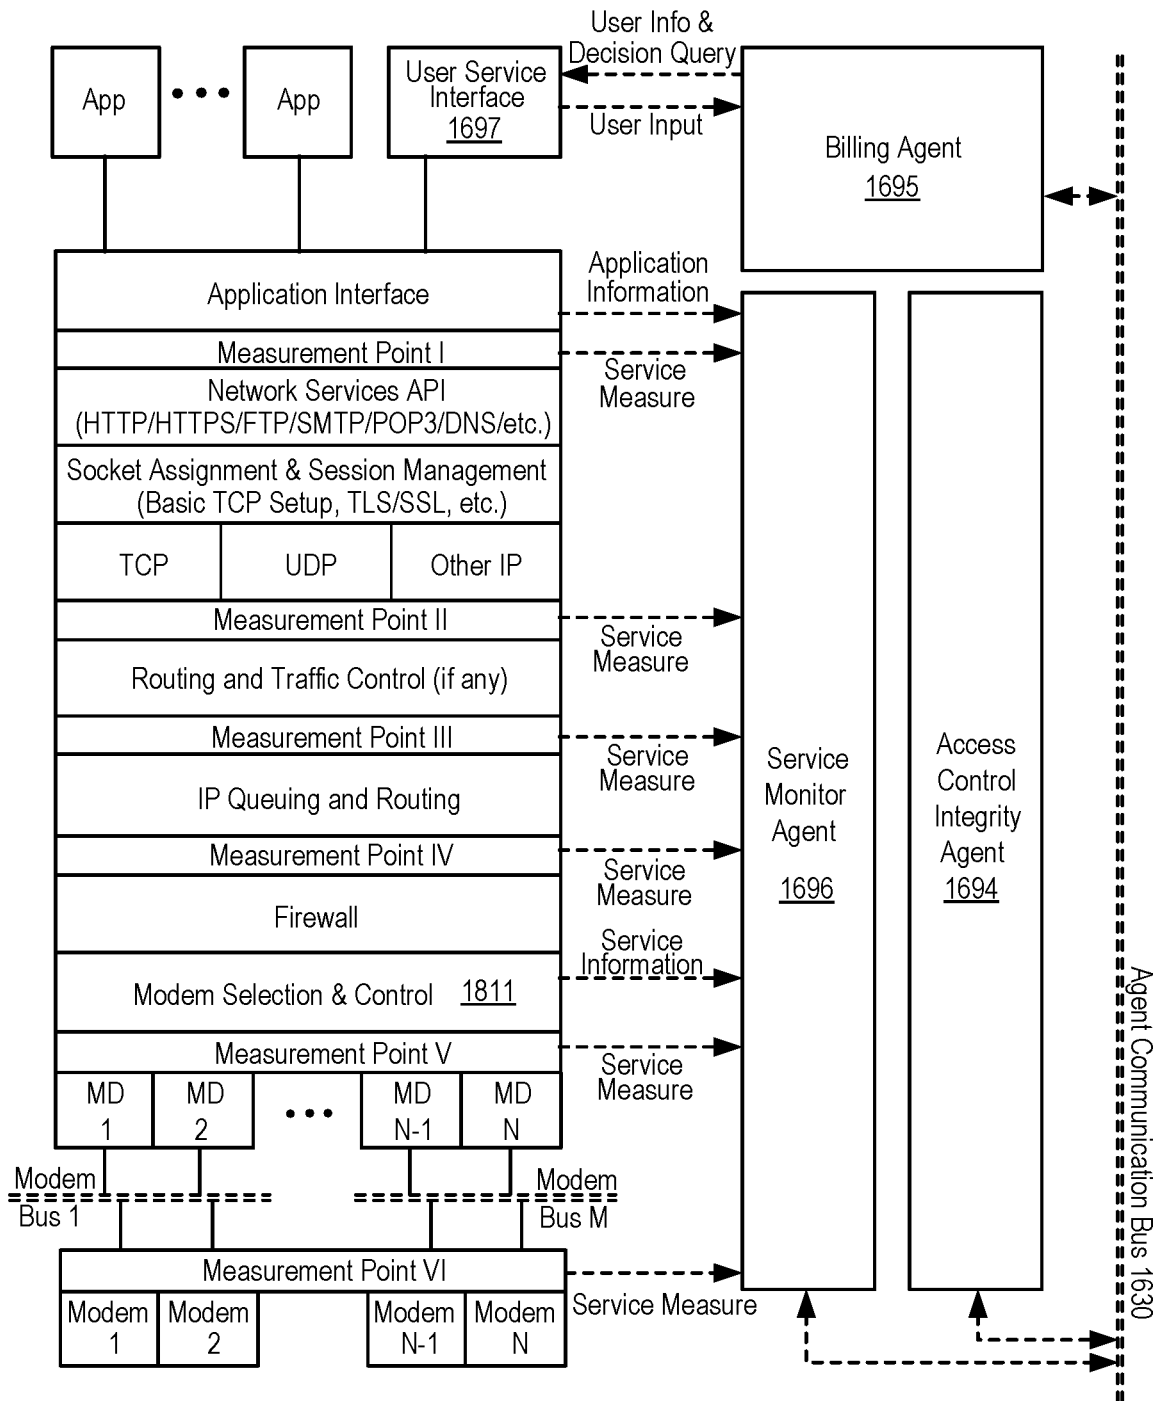 User Info &
Decision Query
App
App
User Service
Interface
1697
User Input
Billing Agent
1695
Application Interface
Application
Information
Measurement Point I
Service
Measure
Network Services API
(HTTP/HTTPS/FTP/SMTP/POP3/DNS/etc.)
Socket Assignment & Session Management
(Basic TCP Setup, TLS/SSL, etc.)
TCP
UDP
Other IP
Measurement Point II
Service
Measure
Routing and Traffic Control (if any)
Measurement Point III
Service
Measure
IP Queuing and Routing
Measurement Point IV
Service
Measure
Firewall
Service
Information
Modem Selection & Control 1811
Measurement Point V
Service
Measure
MD
1
MD
2
MD
N-1
MD
N
Modem
Bus 1
Modem
Bus M
Measurement Point VI
Service Measure
Modem
1
Modem
2
Modem
N-1
Modem
N
Service
Monitor
Agent
1696
Access
Control
Integrity
Agent
1694
Agent Communication Bus 1630